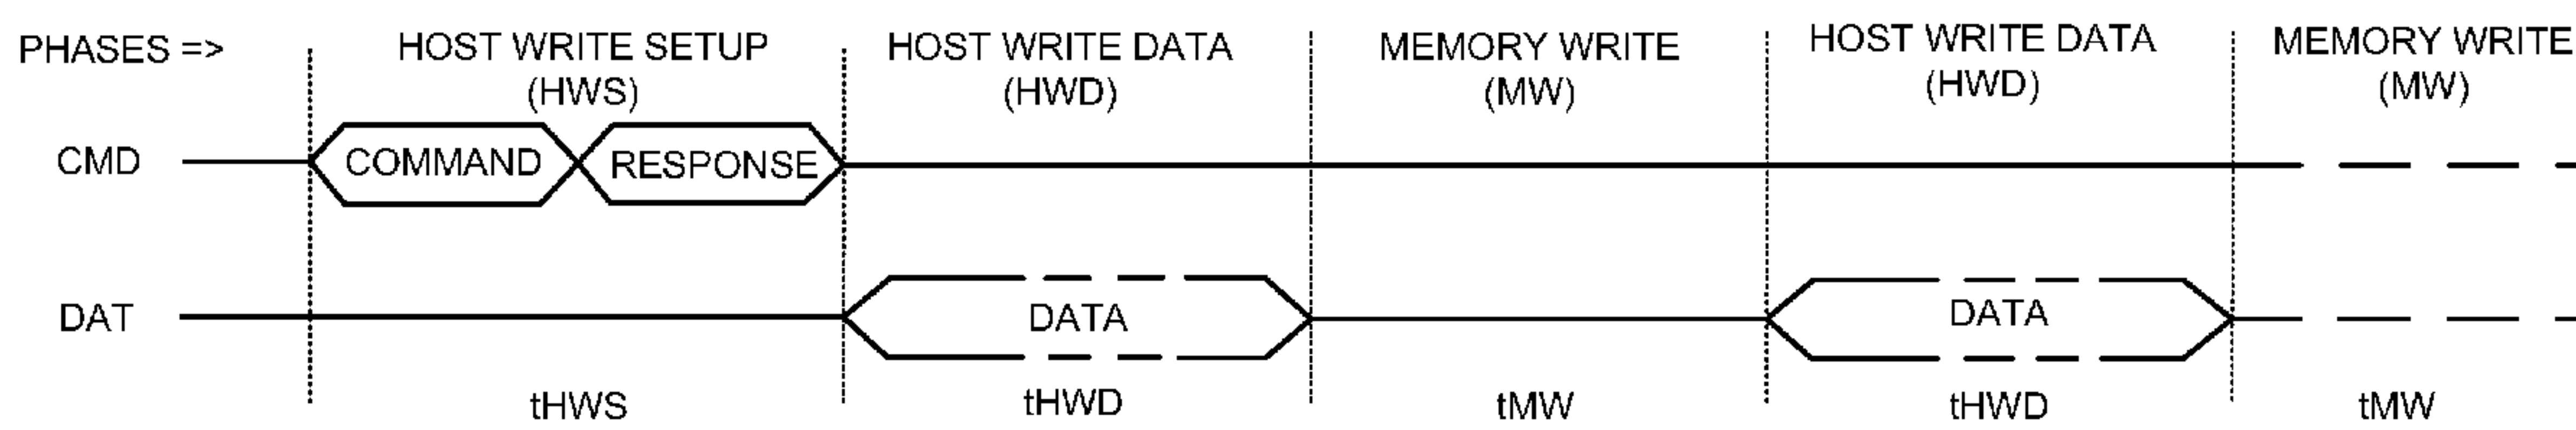 PHASES =>
HOST WRITE SETUP
(HWS)
HOST WRITE DATA
(HWD)
MEMORY WRITE
(MW)
HOST WRITE DATA
(HWD)
MEMORY WRITE
(MW)
CMD
COMMAND
RESPONSE
DAT
DATA
DATA
tHWS
tHWD
tMW
tHWD
tMW